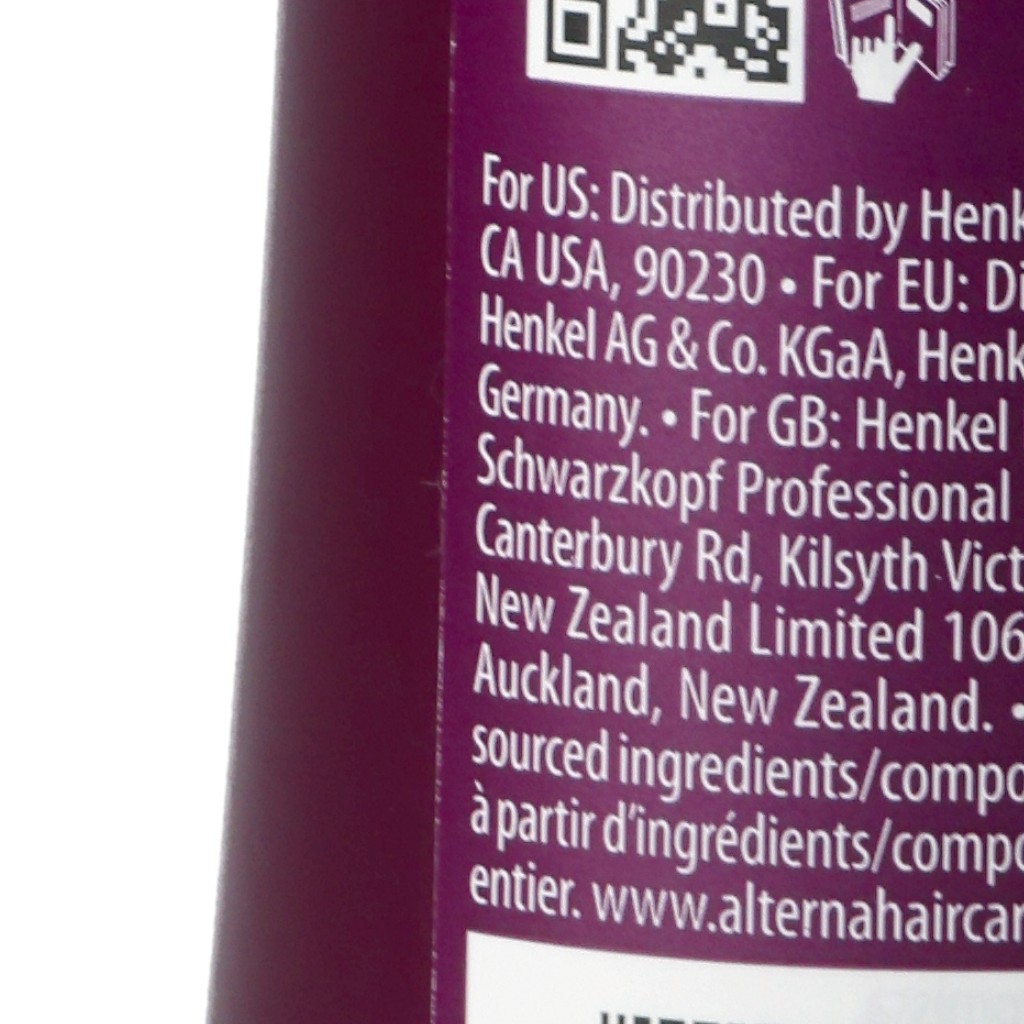 For US: Distributed by Henk
CA USA, 90230 • For EU: Di
Henkel AG & Co. KGaA, Henk
Germany. • For GB: Henkel
Schwarzkopf Professional
Canterbury Rd, Kilsyth Vict
New Zealand Limited 106
Auckland, New Zealand. •
sourced ingredients/compo
à partir d'ingrédients/compo
entier. www.alternahaircar